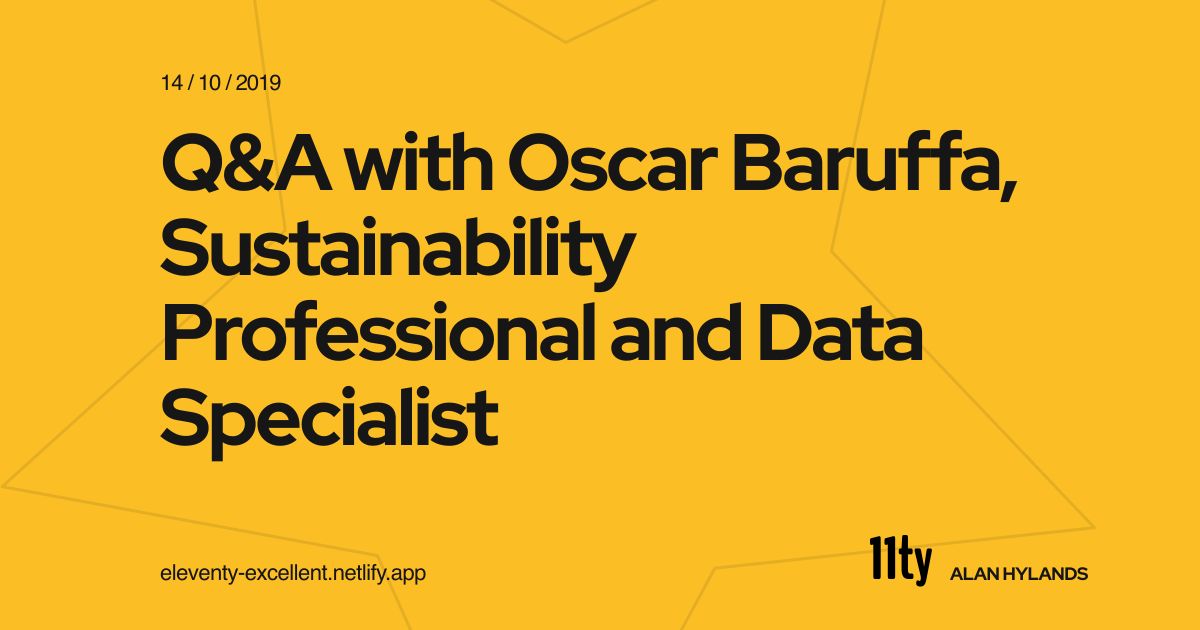 14 / 10 / 2019
Q&A with Oscar Baruffa,
Sustainability
Professional and Data
Specialist
eleventy-excellent.netlify.app
11ty
ALAN HYLANDS